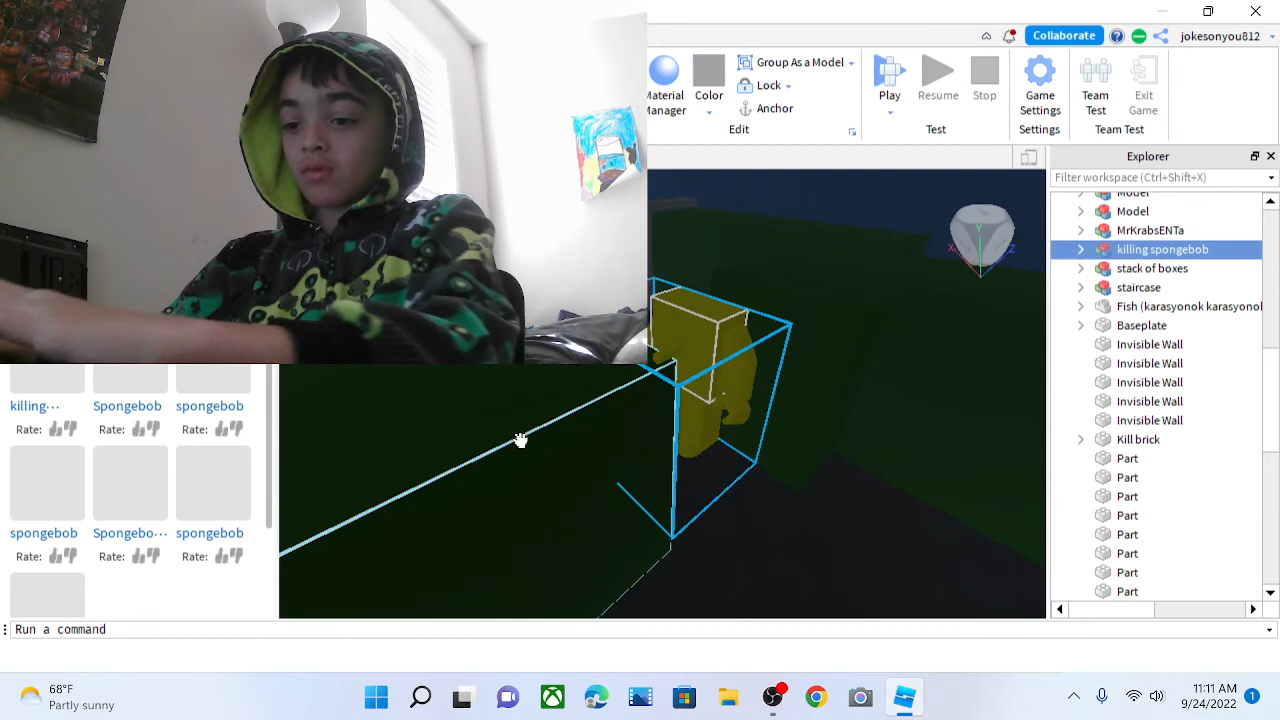 Collaborate
jokesonyou812
Material Manager
Color
Group As a Model
Lock
Anchor
Edit
Play
Resume
Stop
Test
Game Settings
Settings
Team Test
Exit Game
Team Test
Explorer
Filter workspace (Ctrl+Shift+X)
Model
Model
MrKrabsENTa
killing spongebob
stack of boxes
staircase
Fish (karasyonok karasyonol
Baseplate
Invisible Wall
Invisible Wall
Invisible Wall
Invisible Wall
Invisible Wall
Kill brick
Part
Part
Part
Part
Part
Part
Part
Part
X
Y
Z
killing...
Spongebob
spongebob
Rate:
Rate:
Rate:
spongebob
Spongebo...
spongebob
Rate:
Rate:
Rate:
Run a command
68°F
Partly sunny
11:11 AM
9/24/2022
1